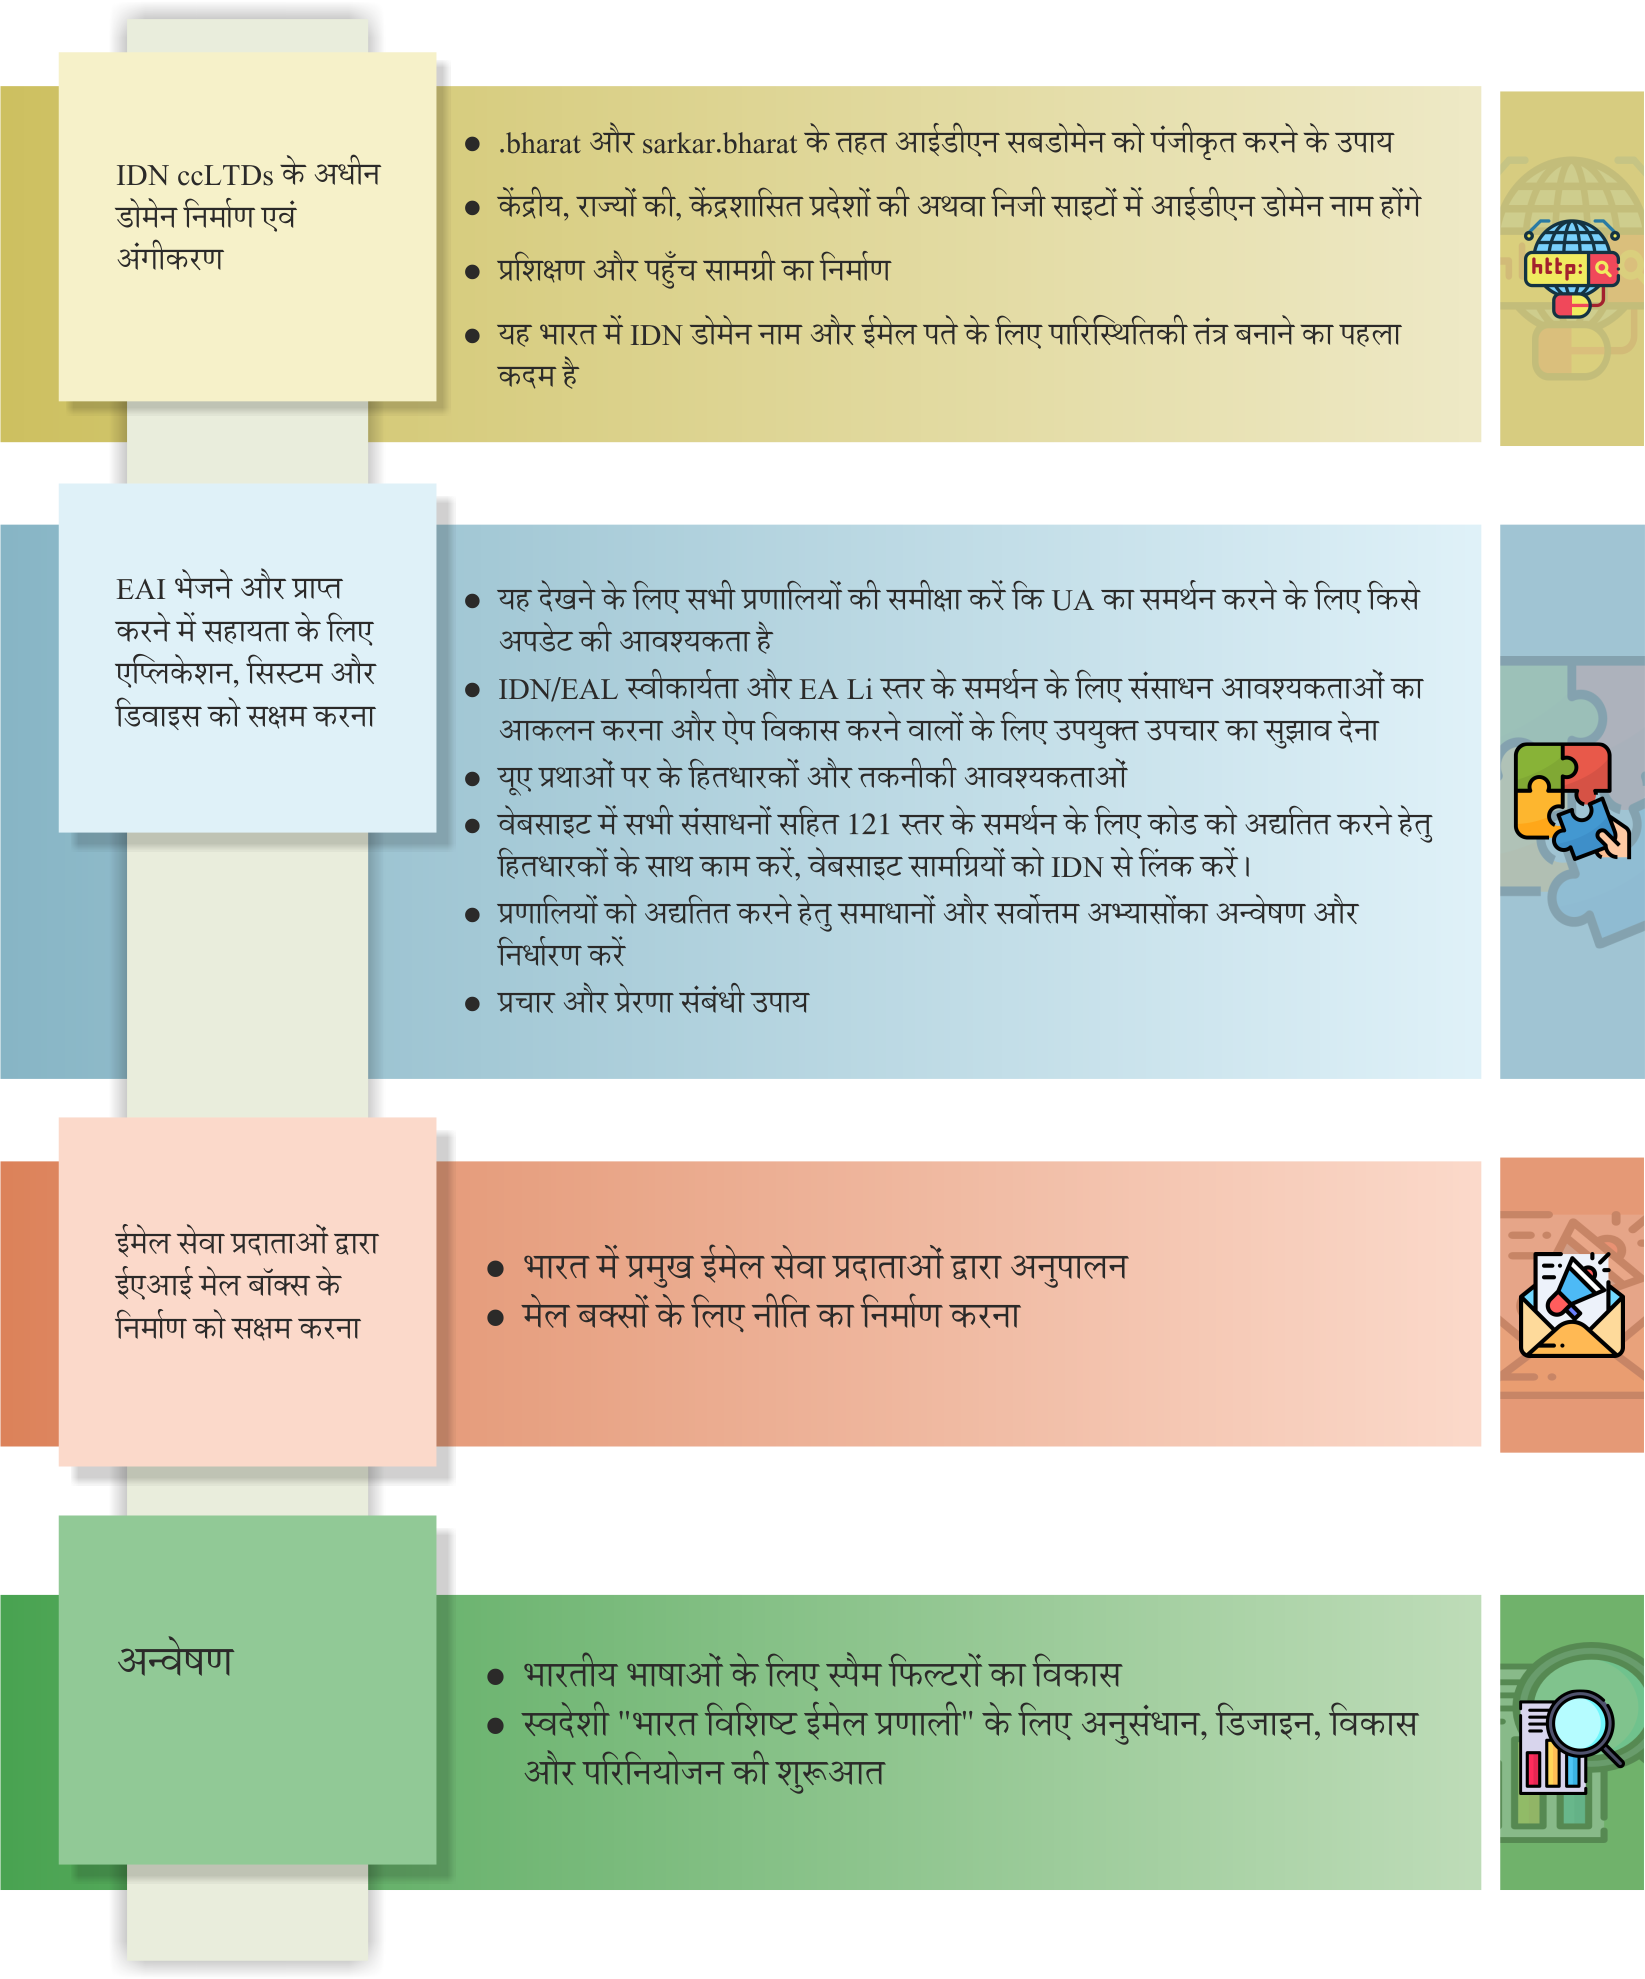 IDN ccLTDs के अधीन
डोमेन निर्माण एवं
अंगीकरण
● .bharat और sarkar.bharat के तहत आईडीएन सबडोमेन को पंजीकृत करने के उपाय
● केंद्रीय, राज्यों की, केंद्रशासित प्रदेशों की अथवा निजी साइटों में आईडीएन डोमेन नाम होंगे
● प्रशिक्षण और पहुँच सामग्री का निर्माण
● यह भारत में IDN डोमेन नाम और ईमेल पते के लिए पारिस्थितिकी तंत्र बनाने का पहला
कदम है
http:
EAI भेजने और प्राप्त
करने में सहायता के लिए
एप्लिकेशन, सिस्टम और
डिवाइस को सक्षम करना
● यह देखने के लिए सभी प्रणालियों की समीक्षा करें कि UA का समर्थन करने के लिए किसे
अपडेट की आवश्यकता है
● IDN/EAL स्वीकार्यता और EA Li स्तर के समर्थन के लिए संसाधन आवश्यकताओं का
आकलन करना और ऐप विकास करने वालों के लिए उपयुक्त उपचार का सुझाव देना
● यूए प्रथाओं पर के हितधारकों और तकनीकी आवश्यकताओं
● वेबसाइट में सभी संसाधनों सहित 121 स्तर के समर्थन के लिए कोड को अद्यतित करने हेतु
हितधारकों के साथ काम करें, वेबसाइट सामग्रियों को IDN से लिंक करें।
● प्रणालियों को अद्यतित करने हेतु समाधानों और सर्वोत्तम अभ्यासोंका अन्वेषण और
निर्धारण करें
● प्रचार और प्रेरणा संबंधी उपाय
ईमेल सेवा प्रदाताओं द्वारा
ईएआई मेल बॉक्स के
निर्माण को सक्षम करना
● भारत में प्रमुख ईमेल सेवा प्रदाताओं द्वारा अनुपालन
● मेल बक्सों के लिए नीति का निर्माण करना
अन्वेषण
● भारतीय भाषाओं के लिए स्पैम फिल्टरों का विकास
● स्वदेशी "भारत विशिष्ट ईमेल प्रणाली" के लिए अनुसंधान, डिजाइन, विकास
और परिनियोजन की शुरूआत